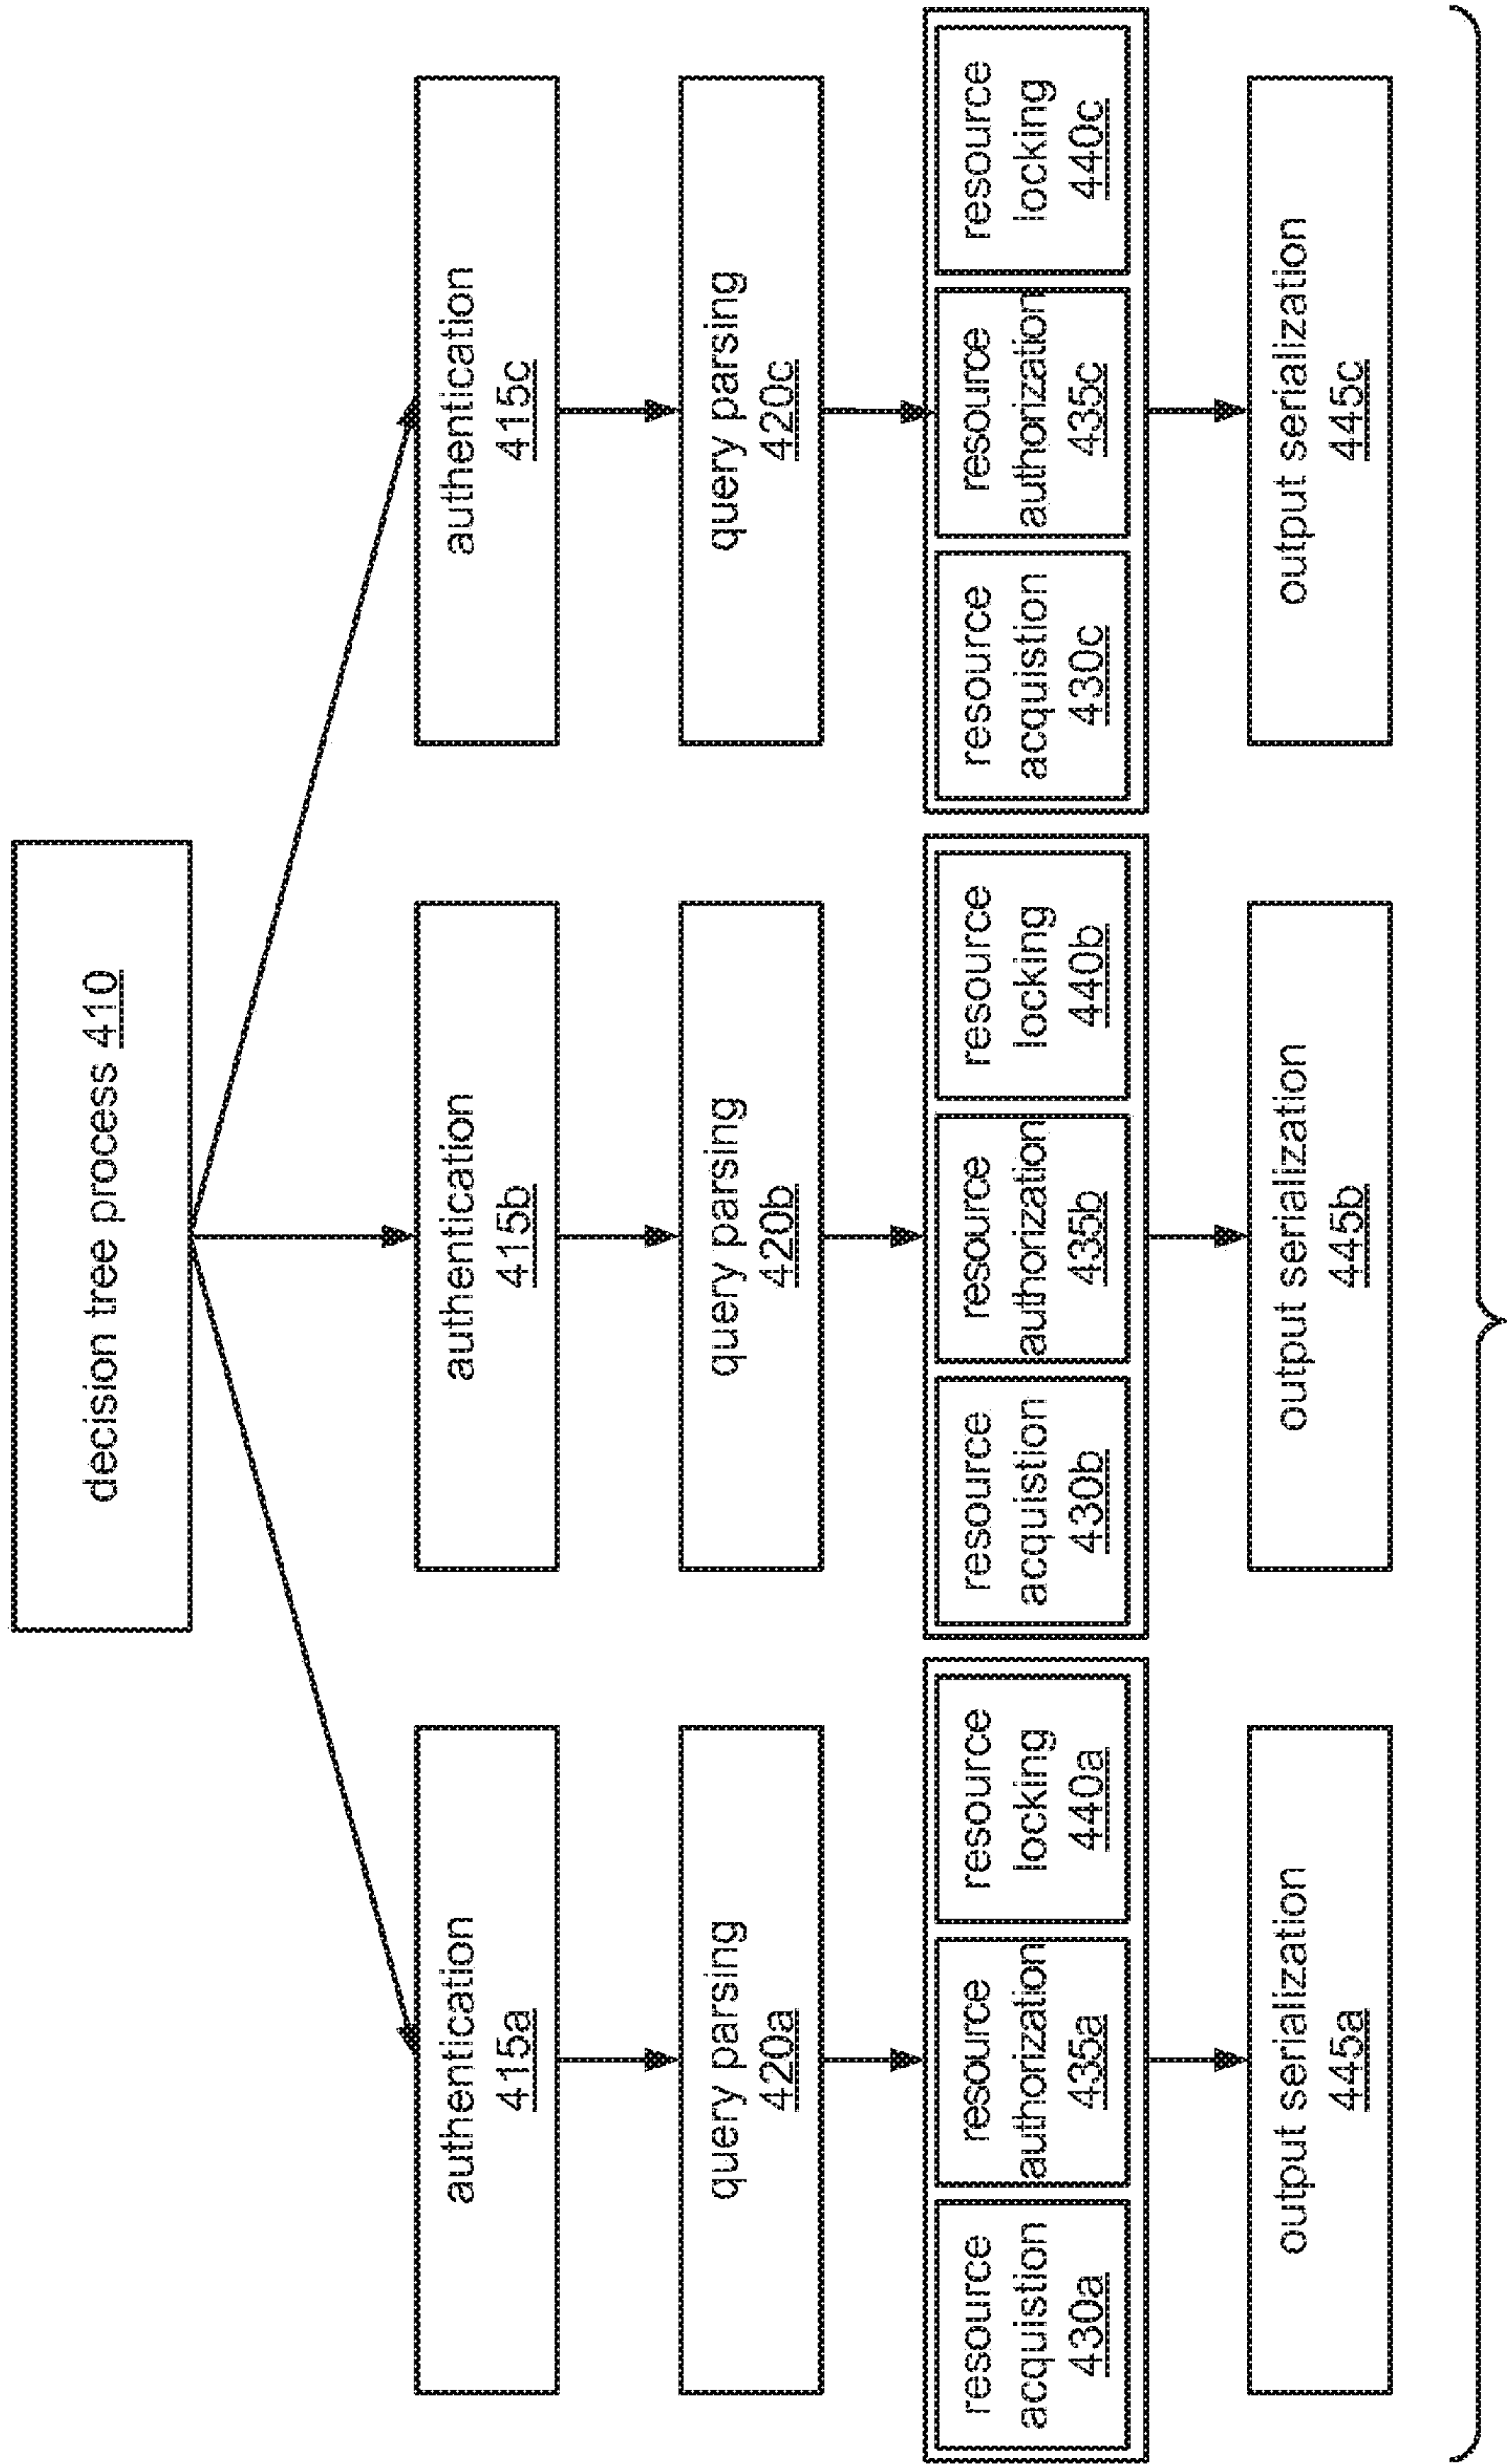 decision tree process 410
authentication
415a
authentication
415b
authentication
415c
query parsing
420a
query parsing
420b
query parsing
420c
resource
acquistion
430a
resource
authorization
435a
resource
locking
440a
resource
acquistion
430b
resource
authorization
435b
resource
locking
440b
resource
acquistion
430c
resource
authorization
435c
resource
locking
440c
output serialization
445a
output serialization
445b
output serialization
445c